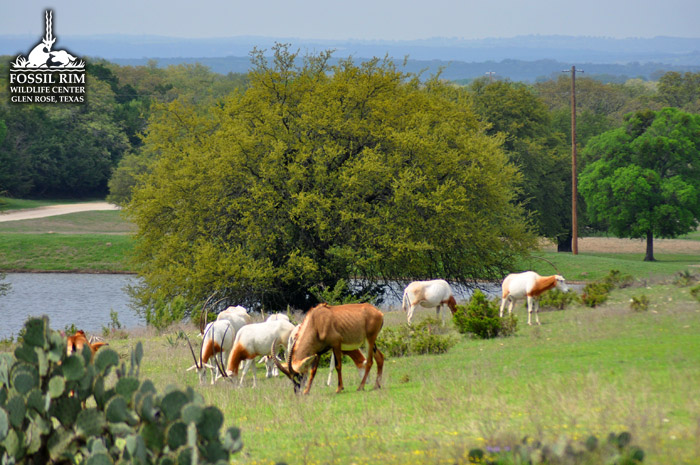 FOSSIL RIM
WILDLIFE CENTER
GLEN ROSE, TEXAS